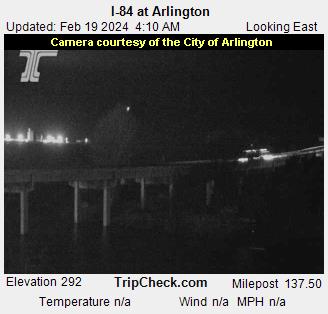 I-84 at Arlington
Updated: Feb 19 2024 4:10 AM Looking East
Camera courtesy of the City of Arlington
Elevation 292 TripCheck.com Milepost 137.50
Temperature n/a Wind n/a MPH n/a